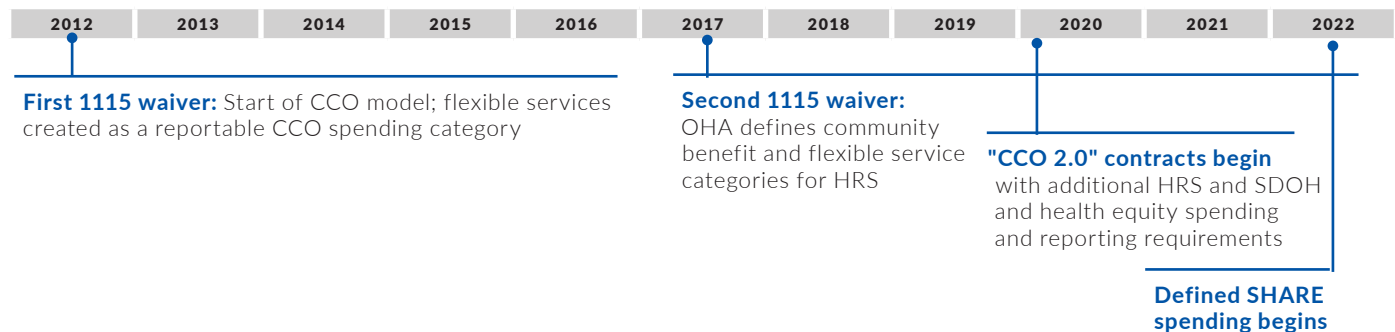 2012 2013 2014 2015 2016 2017 2018 2019 2020 2021 2022
First 1115 waiver: Start of CCO model; flexible services
created as a reportable CCO spending category
Second 1115 waiver:
OHA defines community
benefit and flexible service
categories for HRS
"CCO 2.0" contracts begin
with additional HRS and SDOH
and health equity spending
and reporting requirements
Defined SHARE
spending begins